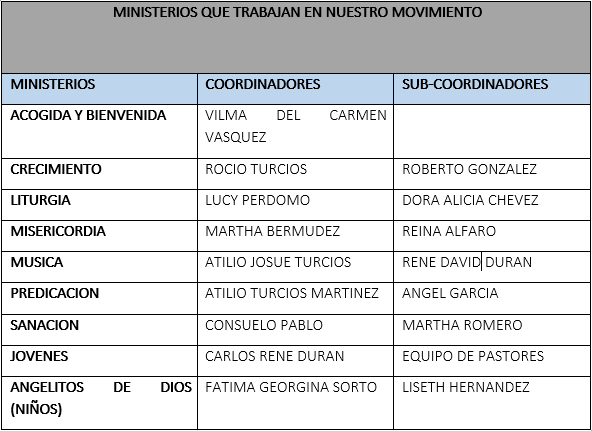 MINISTERIOS QUE TRABAJAN EN NUESTRO MOVIMIENTO
MINISTERIOS COORDINADORES SUB-COORDINADORES
ACOGIDA Y BIENVENIDA VILMA DEL CARMEN
VASQUEZ
CRECIMIENTO ROCIO TURCIOS ROBERTO GONZALEZ
LITURGIA LUCY PERDOMO DORA ALICIA CHEVEZ
MISERICORDIA MARTHA BERMUDEZ REINA ALFARO
MUSICA ATILIO JOSUE TURCIOS RENE DAVID DURAN
PREDICACION ATILIO TURCIOS MARTINEZ ANGEL GARCIA
SANACION CONSUELO PABLO MARTHA ROMERO
JOVENES CARLOS RENE DURAN EQUIPO DE PASTORES
ANGELITOS DE DIOS FATIMA GEORGINA SORTO LISETH HERNANDEZ
(NIÑOS)